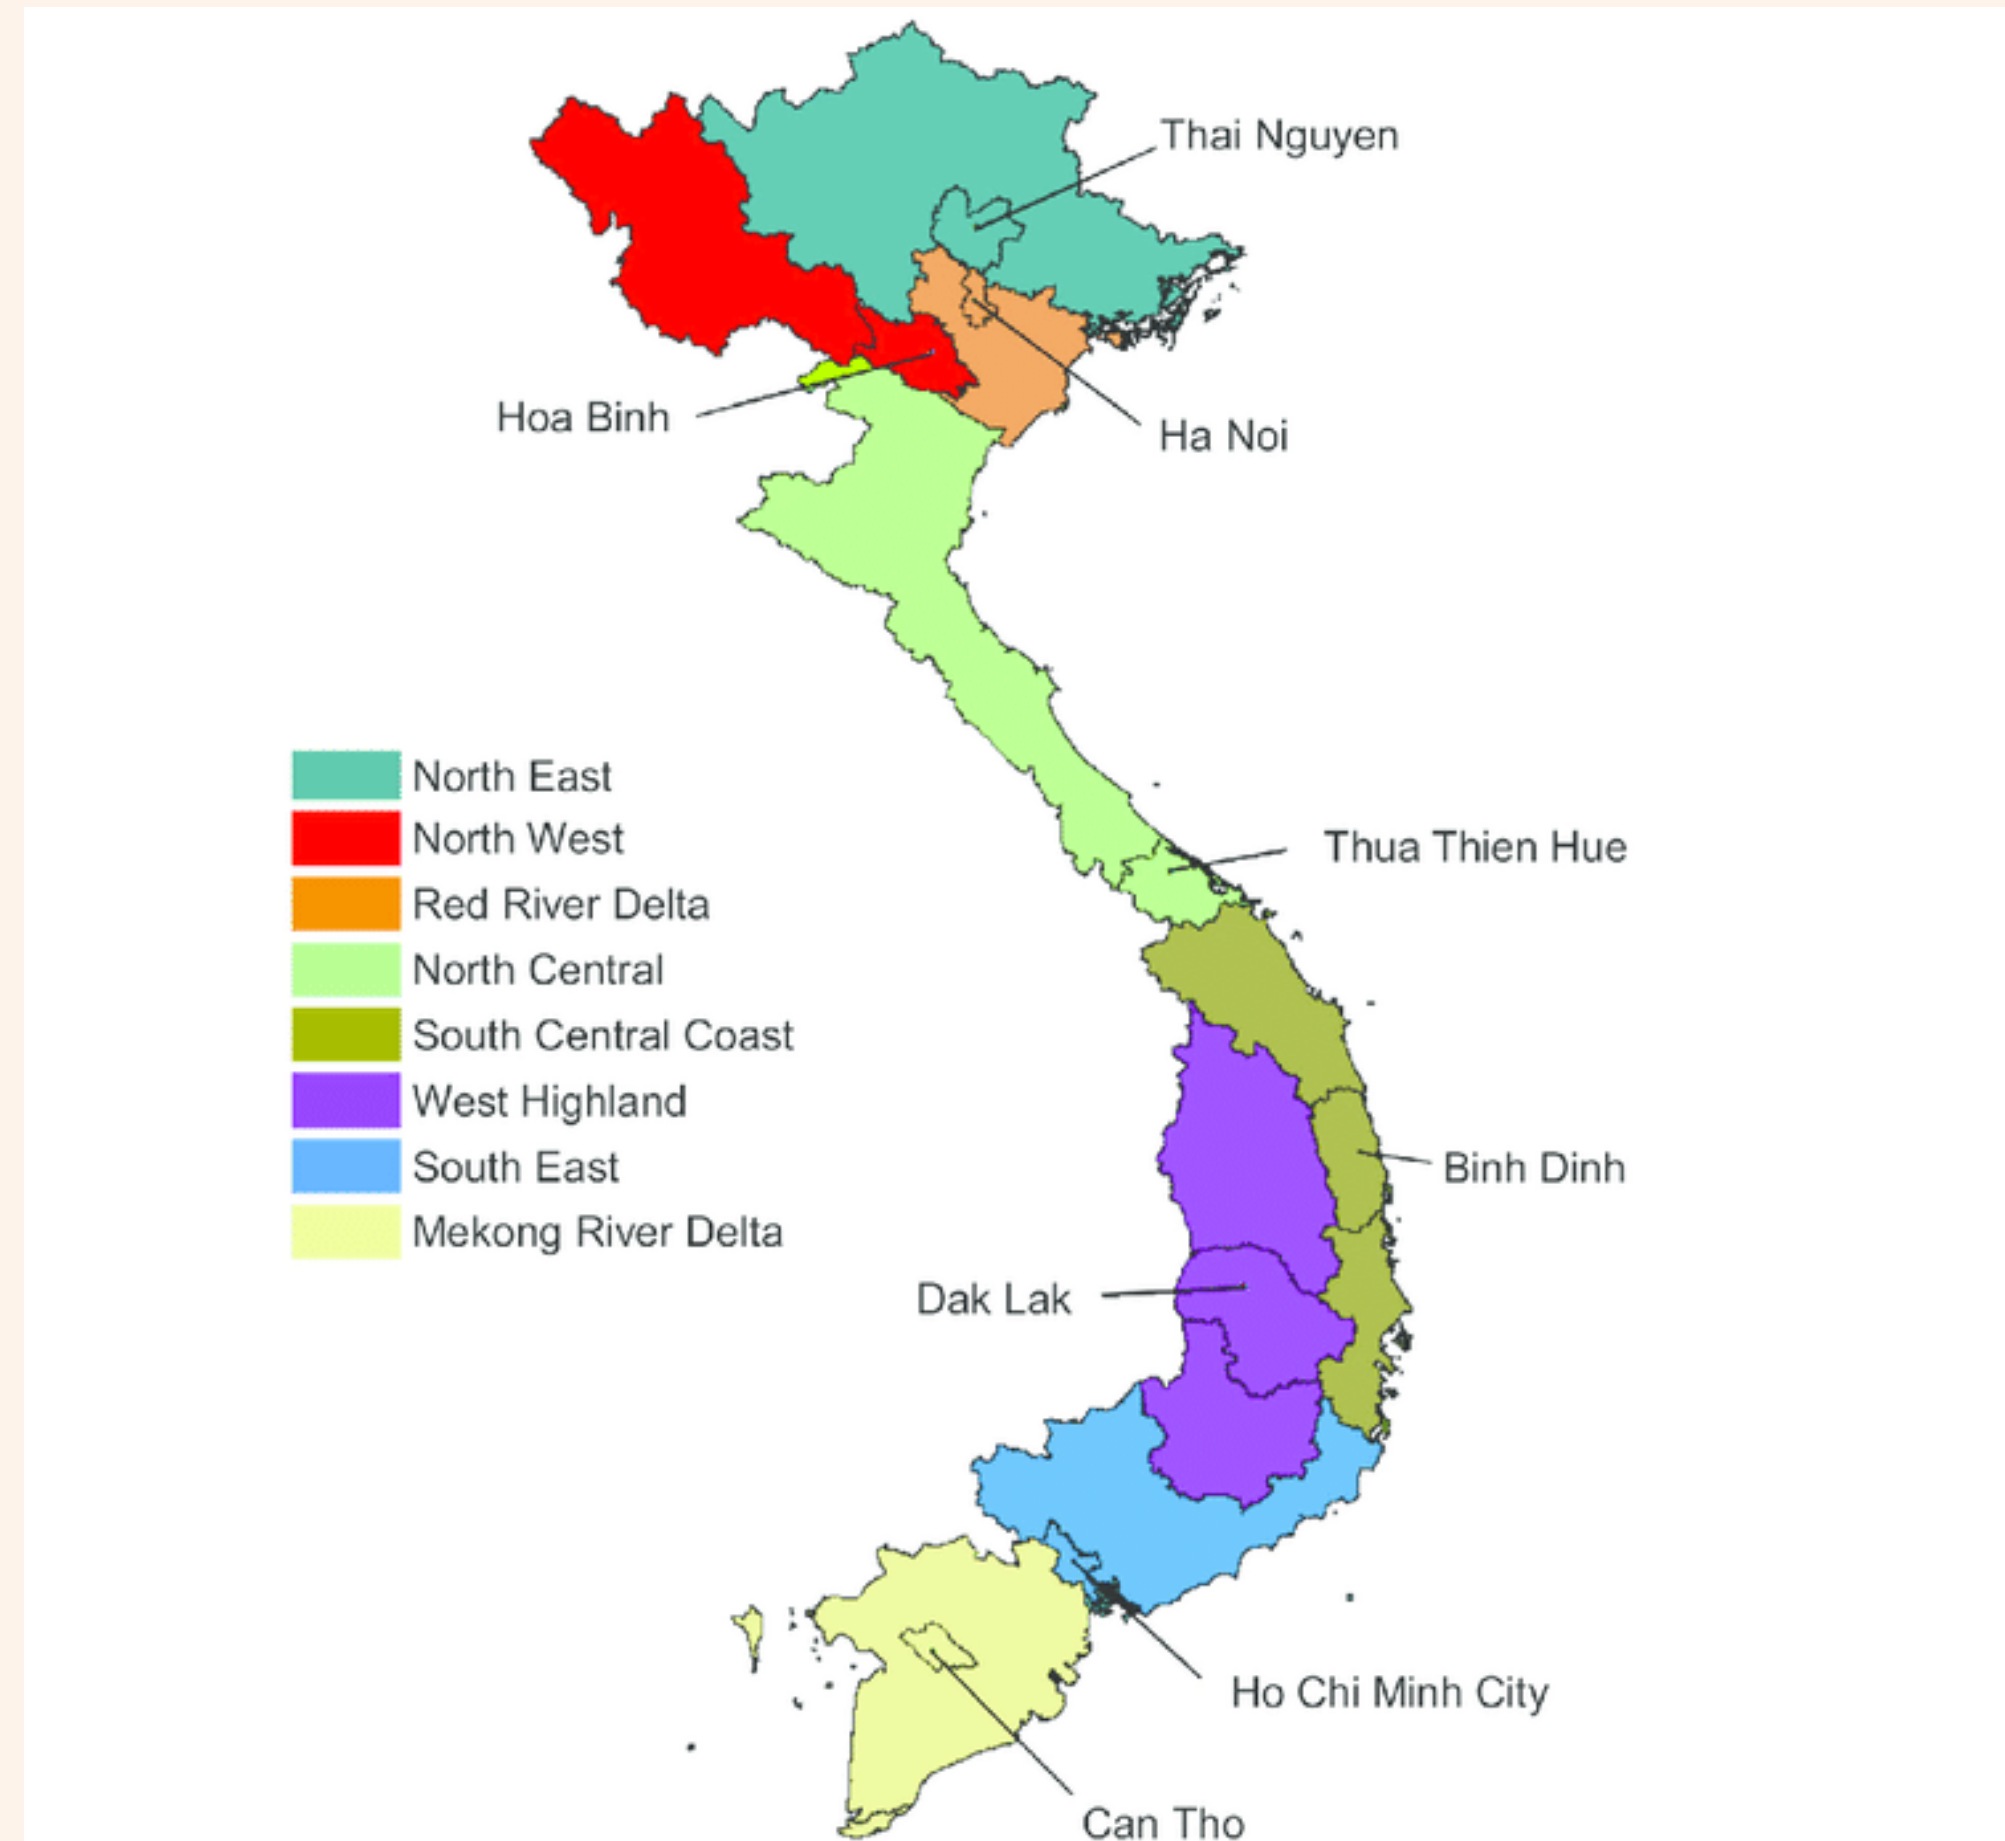 Thai Nguyen
Hoa Binh
Ha Noi
North East
North West
Red River Delta
North Central
South Central Coast
West Highland
South East
Mekong River Delta
Thua Thien Hue
Binh Dinh
Dak Lak
Ho Chi Minh City
Can Tho